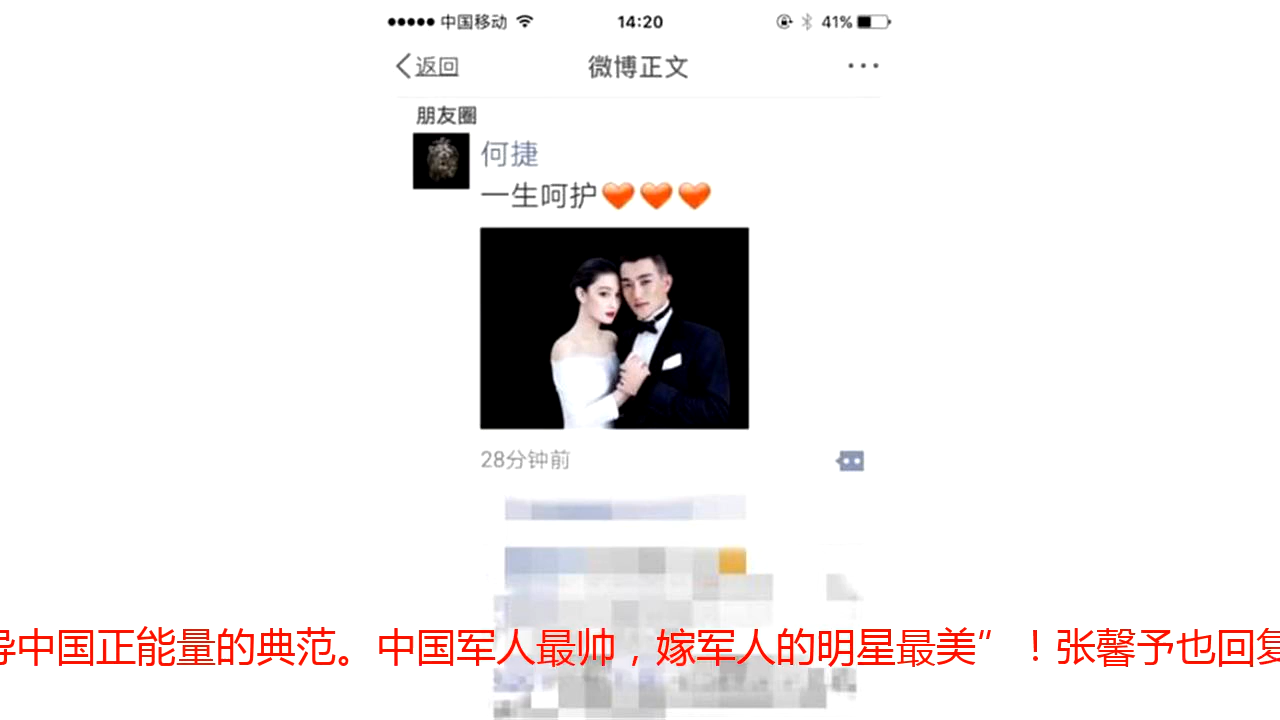 中国移动 14:20 41%
返回 微博正文
朋友圈
何捷
一生呵护
28分钟前
导中国正能量的典范。中国军人最帅，嫁军人的明星最美”！张馨予也回复